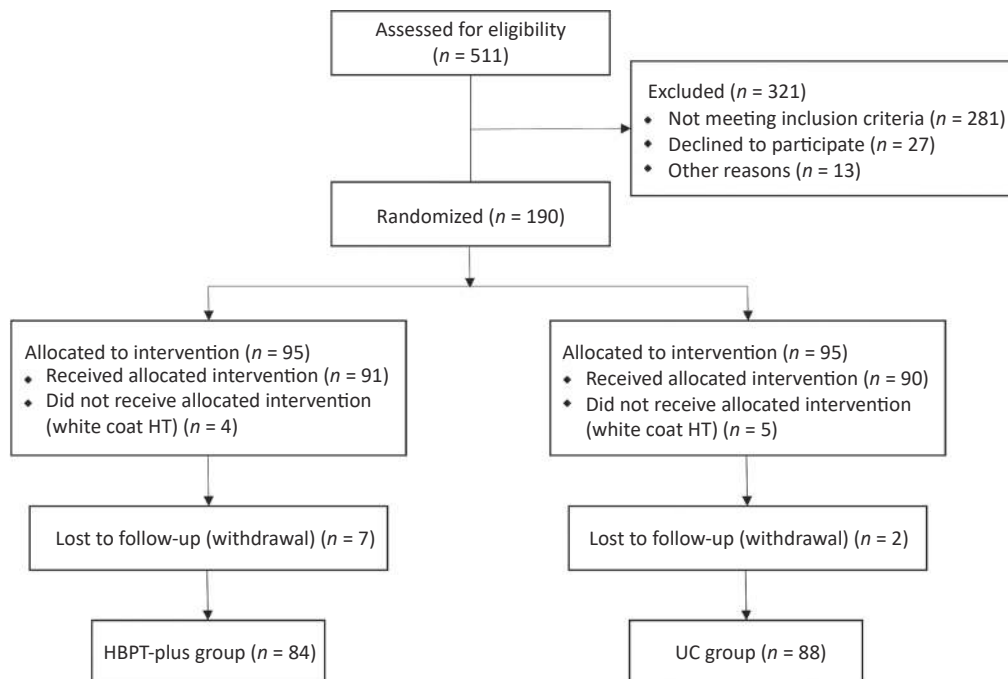 Assessed for eligibility
(n = 511)
Excluded (n = 321)
◆ Not meeting inclusion criteria (n = 281)
◆ Declined to participate (n = 27)
◆ Other reasons (n = 13)
Randomized (n = 190)
Allocated to intervention (n = 95)
◆ Received allocated intervention (n = 91)
◆ Did not receive allocated intervention
(white coat HT) (n = 4)
Allocated to intervention (n = 95)
◆ Received allocated intervention (n = 90)
◆ Did not receive allocated intervention
(white coat HT) (n = 5)
Lost to follow-up (withdrawal) (n = 7)
Lost to follow-up (withdrawal) (n = 2)
HBPT-plus group (n = 84)
UC group (n = 88)